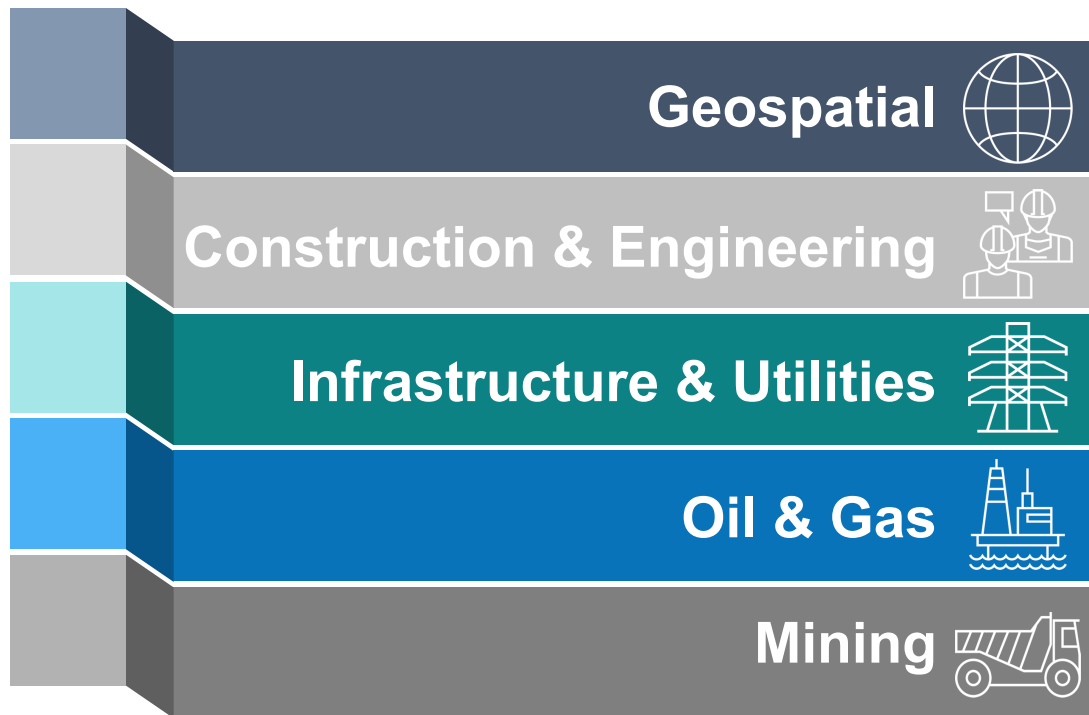 Geospatial
Construction & Engineering
Infrastructure & Utilities
Oil & Gas
Mining